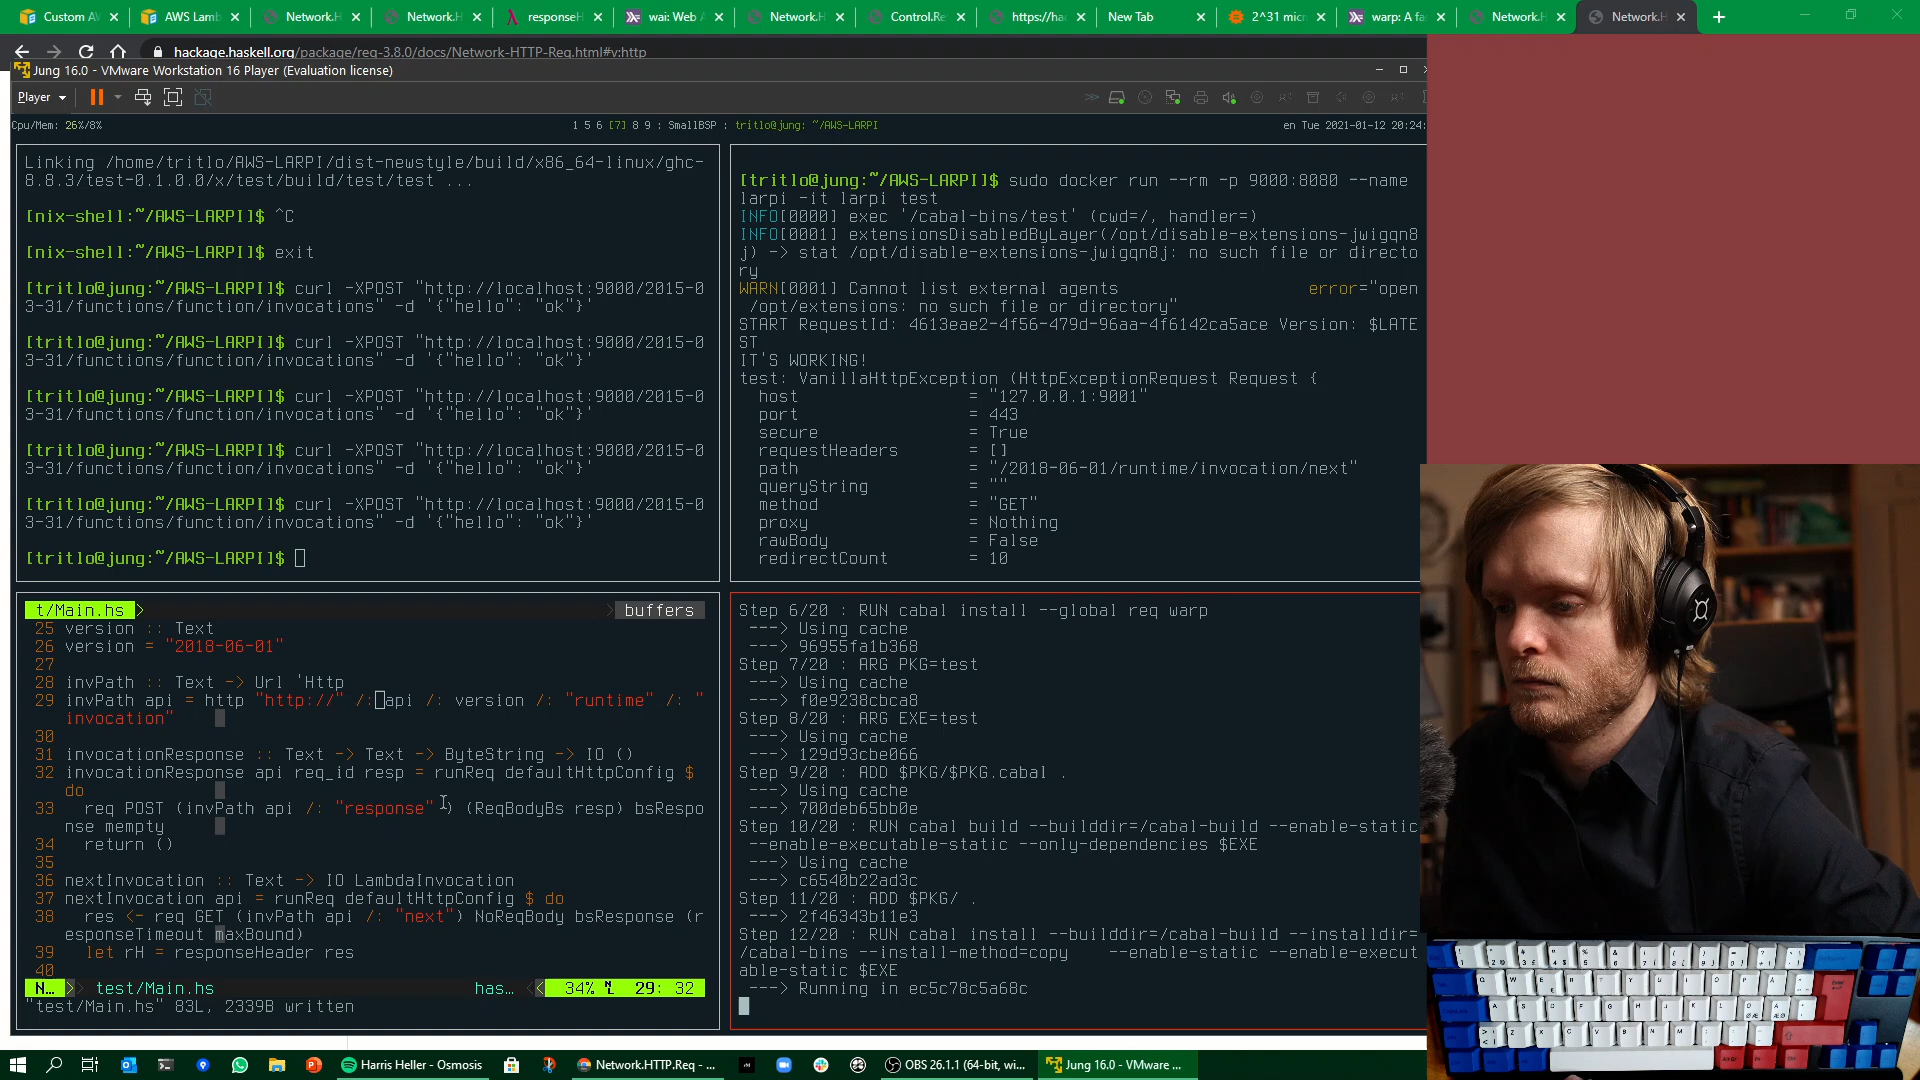 Custom AW
AWS Lamb
Network.H
Network.H
responseH
wai: Web A
Network.H
Control.Re
https://hac
New Tab
2^31 micr
warp: A fa
Network.H
Network.H
hackage.haskell.org/package/req-3.8.0/docs/Network-HTTP-Req.html#v:http
Jung 16.0 - VMware Workstation 16 Player (Evaluation license)
Player
Cpu/Mem: 26%/8%
1 5 6 [7] 8 9 : SmallBSP : tritlo@jung: ~/AWS-LARPI
en Tue 2021-01-12 20:24:
Linking /home/tritlo/AWS-LARPI/dist-newstyle/build/x86_64-linux/ghc-
8.8.3/test-0.1.0.0/x/test/build/test/test ...
[nix-shell:~/AWS-LARPI]$ ^C
[nix-shell:~/AWS-LARPI]$ exit
[tritlo@jung:~/AWS-LARPI]$ curl -XPOST "http://localhost:9000/2015-0
3-31/functions/function/invocations" -d '{"hello": "ok"}'
[tritlo@jung:~/AWS-LARPI]$ curl -XPOST "http://localhost:9000/2015-0
3-31/functions/function/invocations" -d '{"hello": "ok"}'
[tritlo@jung:~/AWS-LARPI]$ curl -XPOST "http://localhost:9000/2015-0
3-31/functions/function/invocations" -d '{"hello": "ok"}'
[tritlo@jung:~/AWS-LARPI]$ curl -XPOST "http://localhost:9000/2015-0
3-31/functions/function/invocations" -d '{"hello": "ok"}'
[tritlo@jung:~/AWS-LARPI]$ curl -XPOST "http://localhost:9000/2015-0
3-31/functions/function/invocations" -d '{"hello": "ok"}'
[tritlo@jung:~/AWS-LARPI]$
[tritlo@jung:~/AWS-LARPI]$ sudo docker run --rm -p 9000:8080 --name
larpi -it larpi test
INFO[0000] exec '/cabal-bins/test' (cwd=/, handler=)
INFO[0001] extensionsDisabledByLayer(/opt/disable-extensions-jwigqn8
j) -> stat /opt/disable-extensions-jwigqn8j: no such file or directo
ry
WARN[0001] Cannot list external agents error="open
/opt/extensions: no such file or directory"
START RequestId: 4613eae2-4f56-479d-96aa-4f6142ca5ace Version: $LATE
ST
IT'S WORKING!
test: VanillaHttpException (HttpExceptionRequest Request {
host = "127.0.0.1:9001"
port = 443
secure = True
requestHeaders = []
path = "/2018-06-01/runtime/invocation/next"
queryString = ""
method = "GET"
proxy = Nothing
rawBody = False
redirectCount = 10
t/Main.hs
buffers
25 version :: Text
26 version = "2018-06-01"
27
28 invPath :: Text -> Url 'Http
29 invPath api = http "http://" /: api /: version /: "runtime" /: "
invocation"
30
31 invocationResponse :: Text -> Text -> ByteString -> IO ()
32 invocationResponse api req_id resp = runReq defaultHttpConfig $
do
33 req POST (invPath api /: "response" ) (ReqBodyBs resp) bsRespo
nse mempty
34 return ()
35
36 nextInvocation :: Text -> IO LambdaInvocation
37 nextInvocation api = runReq defaultHttpConfig $ do
38 res <- req GET (invPath api /: "next") NoReqBody bsResponse (r
esponseTimeout maxBound)
39 let rH = responseHeader res
40
N… test/Main.hs has… 34% 29: 32
"test/Main.hs" 83L, 2339B written
Step 6/20 : RUN cabal install --global req warp
---> Using cache
---> 96955fa1b368
Step 7/20 : ARG PKG=test
---> Using cache
---> f0e9238cbca8
Step 8/20 : ARG EXE=test
---> Using cache
---> 129d93cbe066
Step 9/20 : ADD $PKG/$PKG.cabal .
---> Using cache
---> 700deb65bb0e
Step 10/20 : RUN cabal build --builddir=/cabal-build --enable-static
--enable-executable-static --only-dependencies $EXE
---> Using cache
---> c6540b22ad3c
Step 11/20 : ADD $PKG/ .
---> 2f46343b11e3
Step 12/20 : RUN cabal install --builddir=/cabal-build --installdir=
/cabal-bins --install-method=copy --enable-static --enable-execut
able-static $EXE
---> Running in ec5c78c5a68c
Harris Heller - Osmosis
Network.HTTP.Req - ...
OBS 26.1.1 (64-bit, wi...
Jung 16.0 - VMware ...